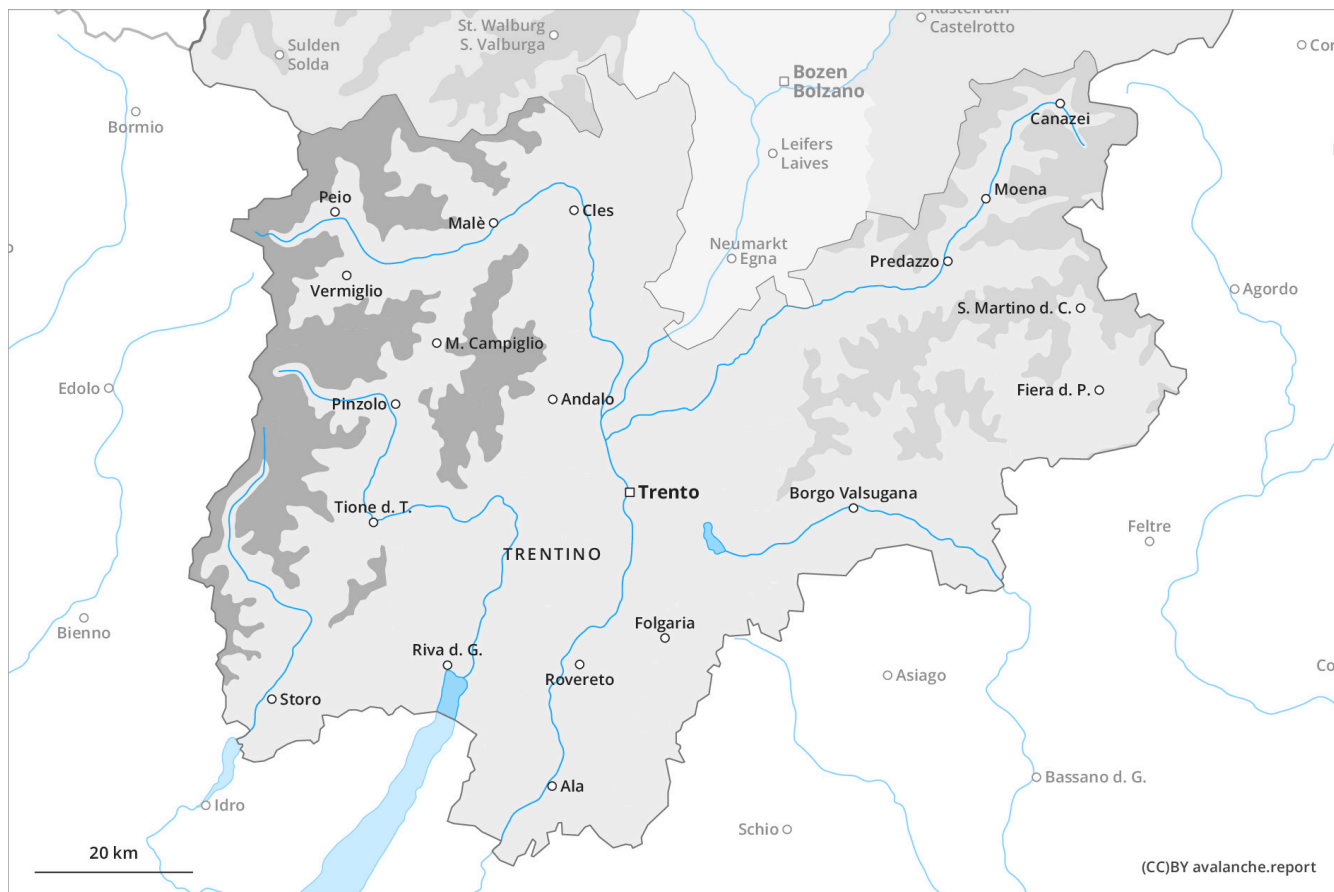 Kastelruth
Castelrotto
St. Walburg
S. Valburga
Sulden
Solda
Cor
Bozen
Bolzano
Bormio
Canazei
Leifers
Laives
Moena
Peio
Malè
Cles
Neumarkt
Egna
Predazzo
Vermiglio
Agordo
S. Martino d. C.
M. Campiglio
Edolo
Pinzolo
Andalo
Fiera d. P.
Trento
Borgo Valsugana
Tione d. T.
Feltre
TRENTINO
Bienno
Folgaria
Riva d. G.
Rovereto
Asiago
Co
Storo
Ala
Bassano d. G.
Idro
Schio
20 km
(CC)BY avalanche.report